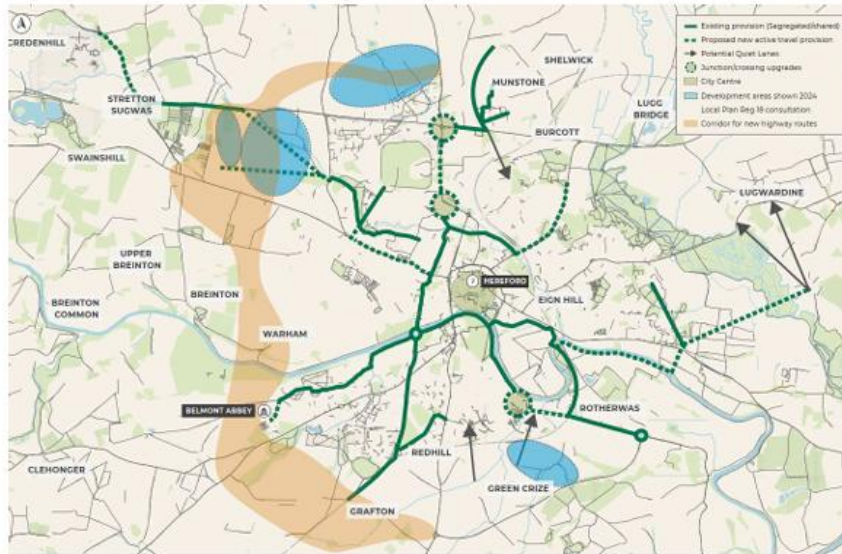 CREDENHILL
STRETTON
SUGWAS
SWAINSHILL
UPPER
BREINTON
BREINTON
COMMON
BREINTON
WARHAM
BELMONT ABBEY
CLEHONGER
GRAFTON
REDHILL
GREEN CRIZE
ROTHERWAS
EIGN HILL
HEREFORD
MUNSTONE
SHELWICK
BURCOTT
LUGG
BRIDGE
LUGWARDINE
Existing provision (Segregated/shared)
Proposed new active travel provision
Potential Quiet Lanes
Junction/crossing upgrades
City Centre
Development areas shown 2024
Local Plan Reg 18 consultation
Corridor for new highway routes